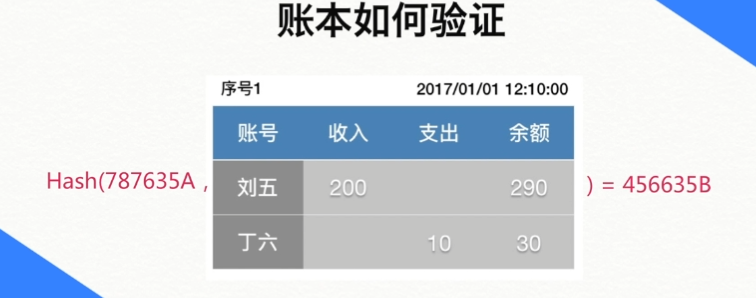 账本如何验证
序号1 2017/01/01 12:10:00
账号 收入 支出 余额
Hash(787635A , 刘五 200 290 ) = 456635B
丁六 10 30